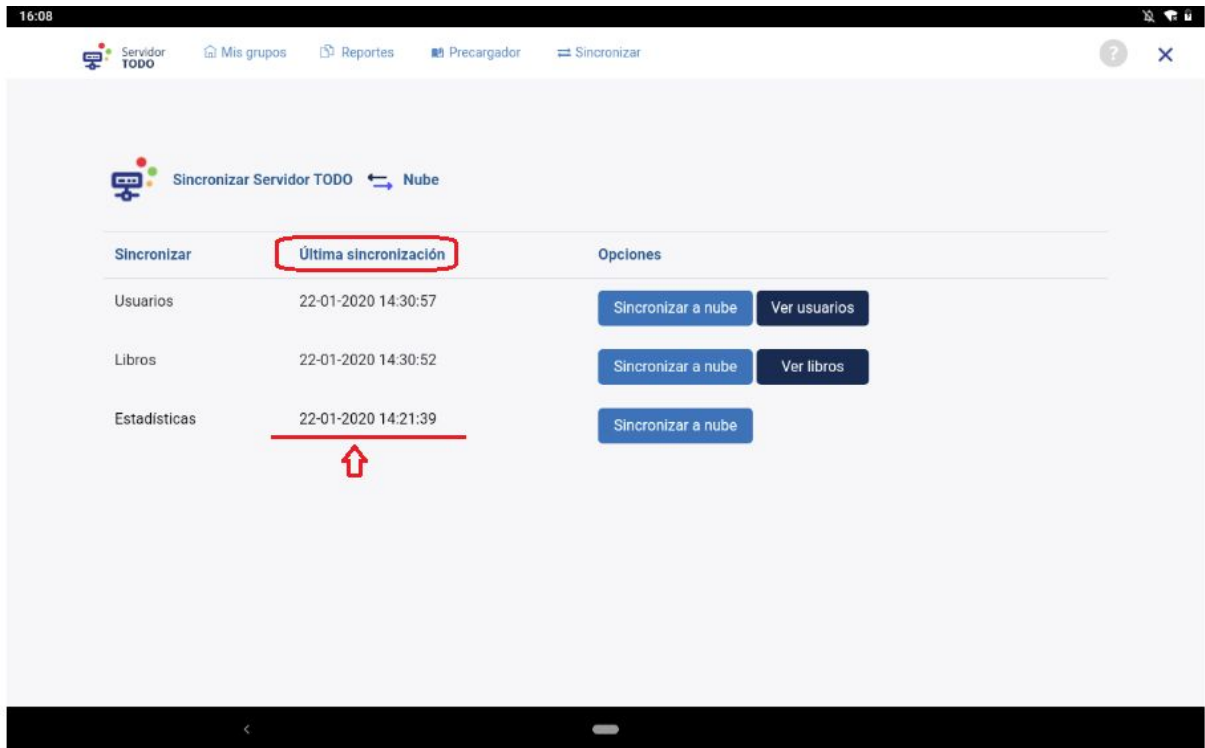 16:08
Servidor TODO
Mis grupos
Reportes
Precargador
Sincronizar
?
Sincronizar Servidor TODO Nube
Sincronizar Última sincronización Opciones
Usuarios 22-01-2020 14:30:57 Sincronizar a nube Ver usuarios
Libros 22-01-2020 14:30:52 Sincronizar a nube Ver libros
Estadísticas 22-01-2020 14:21:39 Sincronizar a nube